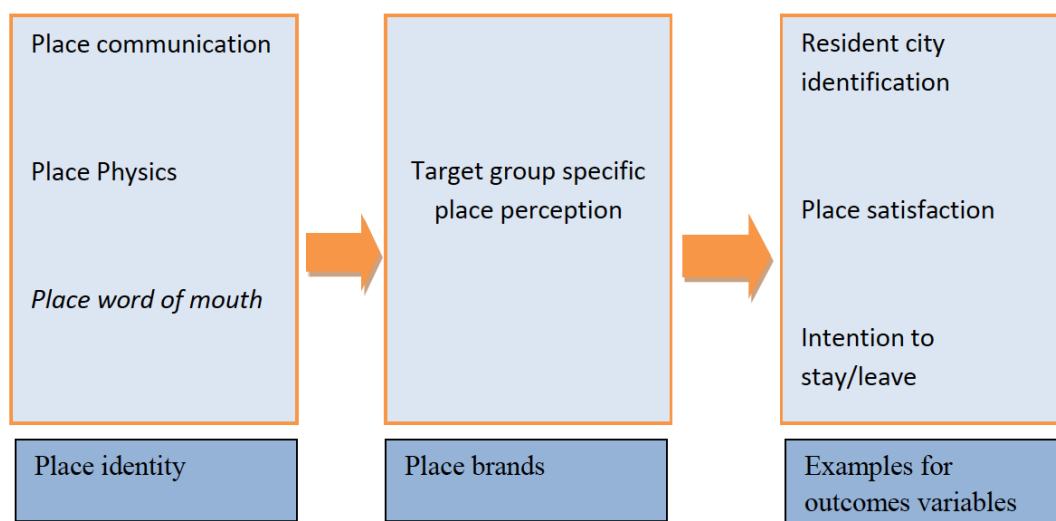 Place communication
Place Physics
Place word of mouth
Place identity
Target group specific
place perception
Place brands
Resident city
identification
Place satisfaction
Intention to
stay/leave
Examples for
outcomes variables